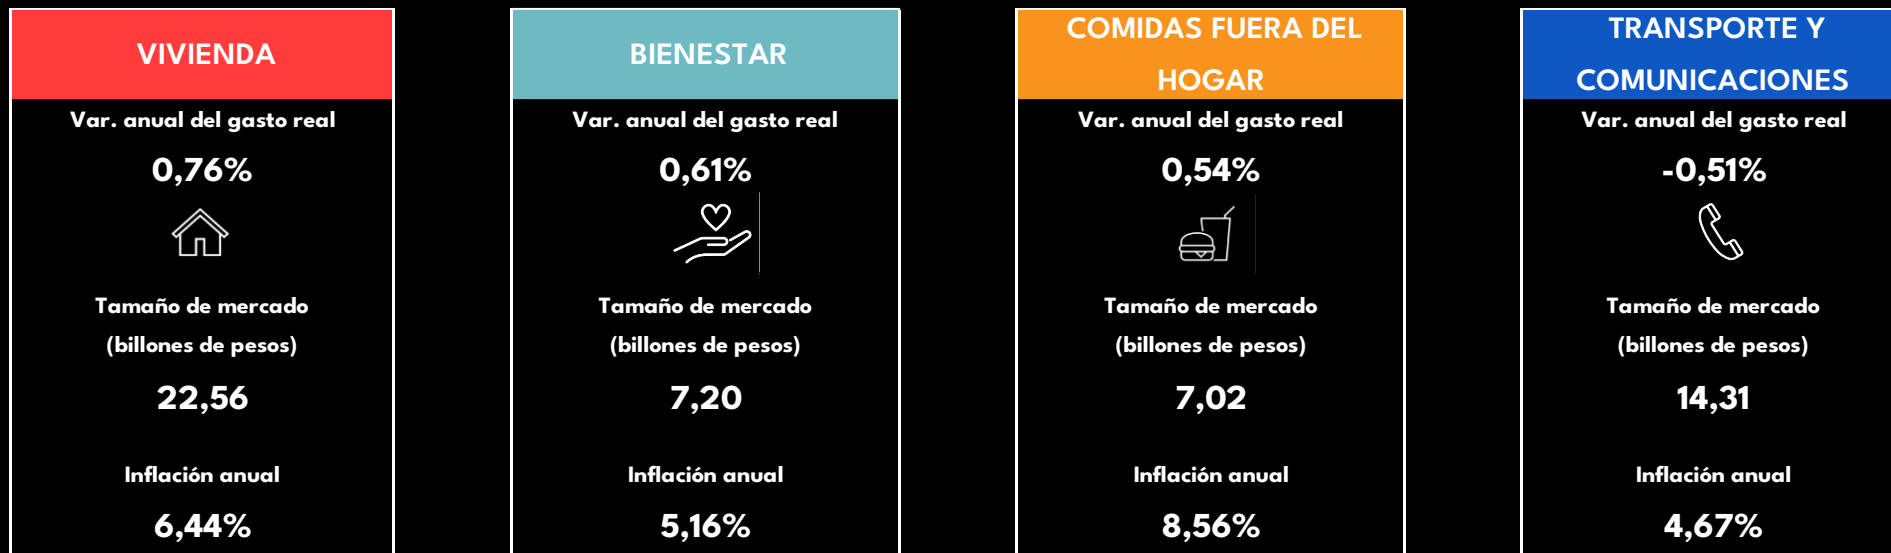 VIVIENDA
Var. anual del gasto real
0,76%
Tamaño de mercado
(billones de pesos)
22,56
Inflación anual
6,44%
BIENESTAR
Var. anual del gasto real
0,61%
Tamaño de mercado
(billones de pesos)
7,20
Inflación anual
5,16%
COMIDAS FUERA DEL
HOGAR
Var. anual del gasto real
0,54%
Tamaño de mercado
(billones de pesos)
7,02
Inflación anual
8,56%
TRANSPORTE Y
COMUNICACIONES
Var. anual del gasto real
-0,51%
Tamaño de mercado
(billones de pesos)
14,31
Inflación anual
4,67%